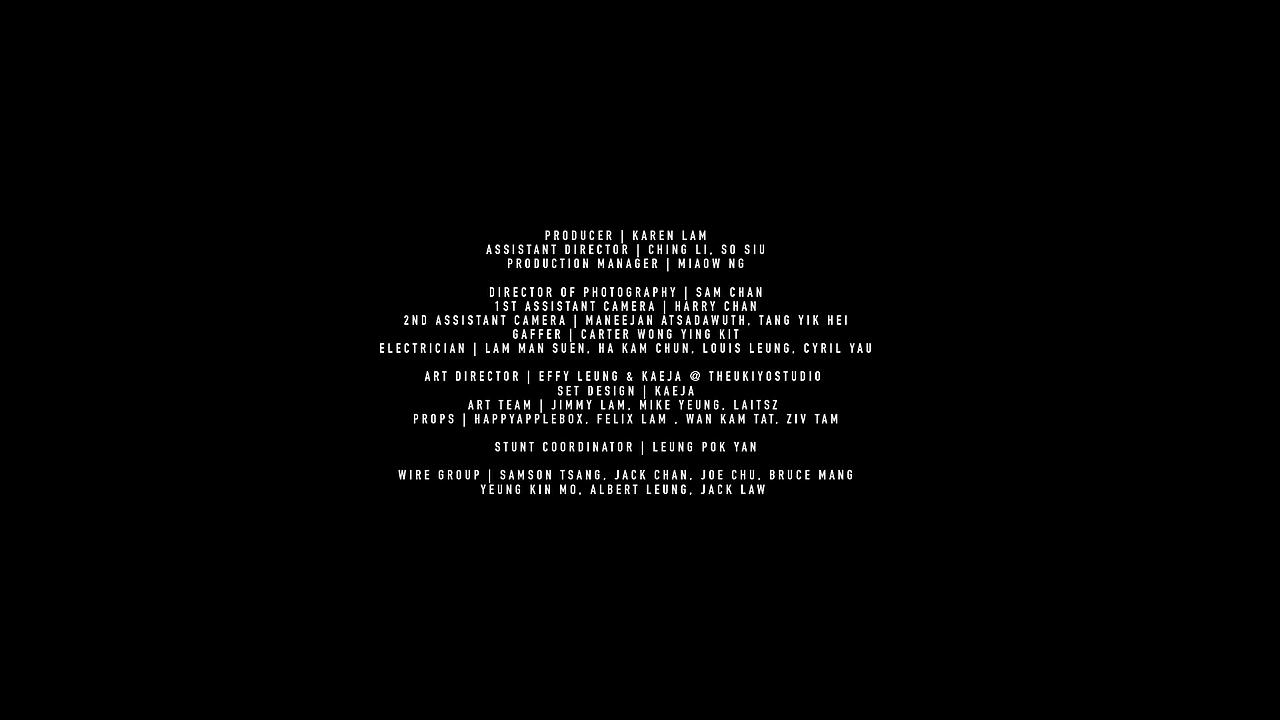 PRODUCER | KAREN LAM
ASSISTANT DIRECTOR | CHING LI, SO SIU
PRODUCTION MANAGER | MIAOW NG
DIRECTOR OF PHOTOGRAPHY | SAM CHAN
1ST ASSISTANT CAMERA | HARRY CHAN
2ND ASSISTANT CAMERA | MANEEJAN ATSADAWUTH, TANG YIK HEI
GAFFER | CARTER WONG YING KIT
ELECTRICIAN | LAM MAN SUEN, HA KAM CHUN, LOUIS LEUNG, CYRIL YAU
ART DIRECTOR | EFFY LEUNG & KAEJA @ THEUKIYOSTUDIO
SET DESIGN | KAEJA
ART TEAM | JIMMY LAM, MIKE YEUNG, LAITSZ
PROPS | HAPPYAPPLEBOX, FELIX LAM , WAN KAM TAT, ZIV TAM
STUNT COORDINATOR | LEUNG POK YAN
WIRE GROUP | SAMSON TSANG, JACK CHAN, JOE CHU, BRUCE MANG
YEUNG KIN MO, ALBERT LEUNG, JACK LAW